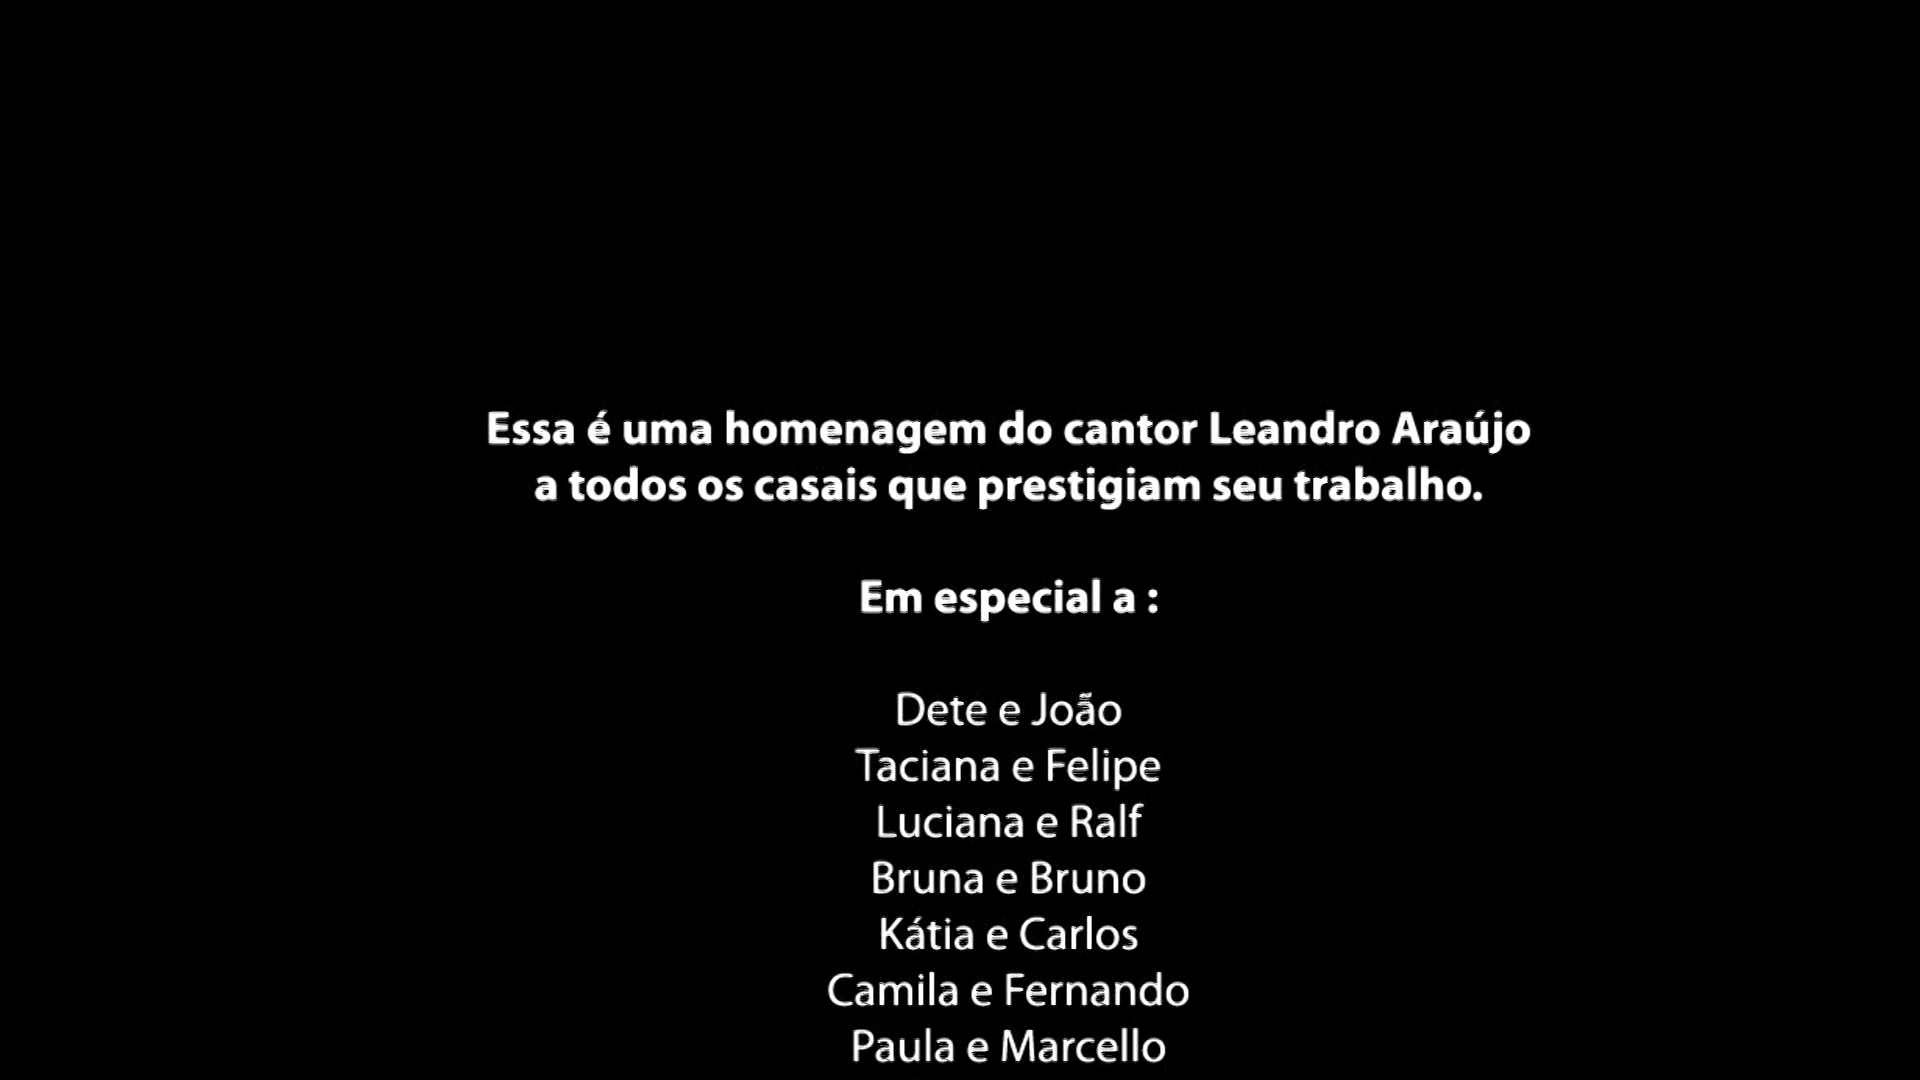 Essa é uma homenagem do cantor Leandro Araújo
a todos os casais que prestigiam seu trabalho.
Em especial a :
Dete e João
Taciana e Felipe
Luciana e Ralf
Bruna e Bruno
Kátia e Carlos
Camila e Fernando
Paula e Marcello